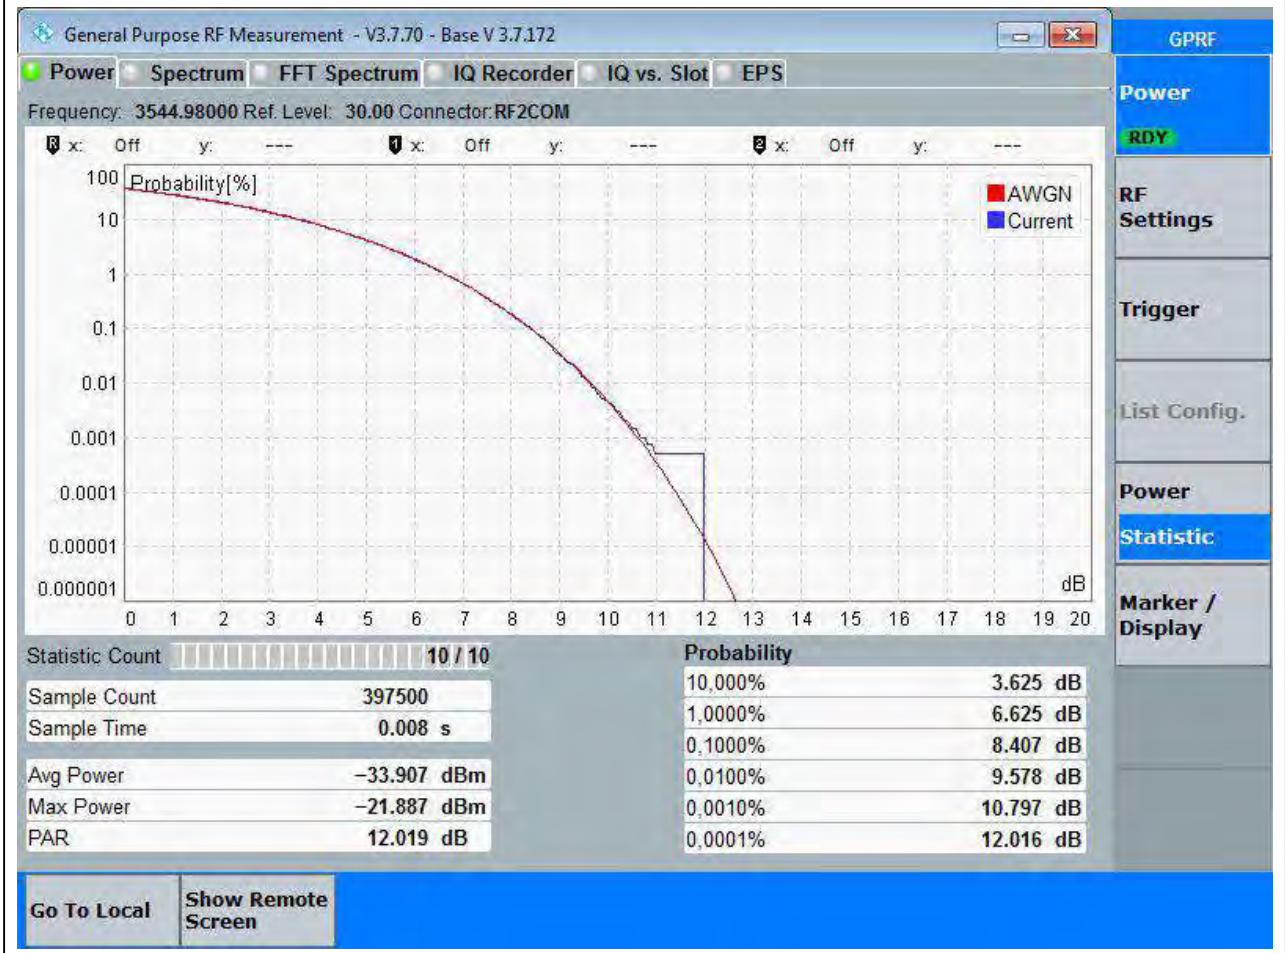 General Purpose RF Measurement - V3.7.70 - Base V 3.7.172
GPRF
Power Spectrum FFT Spectrum IQ Recorder IQ vs. Slot EPS
Frequency: 3544.98000 Ref. Level: 30.00 Connector:RF2COM
R x: Off y: --- 1 x: Off y: --- 2 x: Off y: ---
Probability[%]
AWGN
Current
100
10
1
0.1
0.01
0.001
0.0001
0.00001
0.000001
dB
0 1 2 3 4 5 6 7 8 9 10 11 12 13 14 15 16 17 18 19 20
Statistic Count 10 / 10
Sample Count 397500
Sample Time 0.008 s
Avg Power −33.907 dBm
Max Power −21.887 dBm
PAR 12.019 dB
Probability
10,000% 3.625 dB
1,0000% 6.625 dB
0,1000% 8.407 dB
0,0100% 9.578 dB
0,0010% 10.797 dB
0,0001% 12.016 dB
Power
RDY
RF
Settings
Trigger
List Config.
Power
Statistic
Marker /
Display
Go To Local
Show Remote
Screen